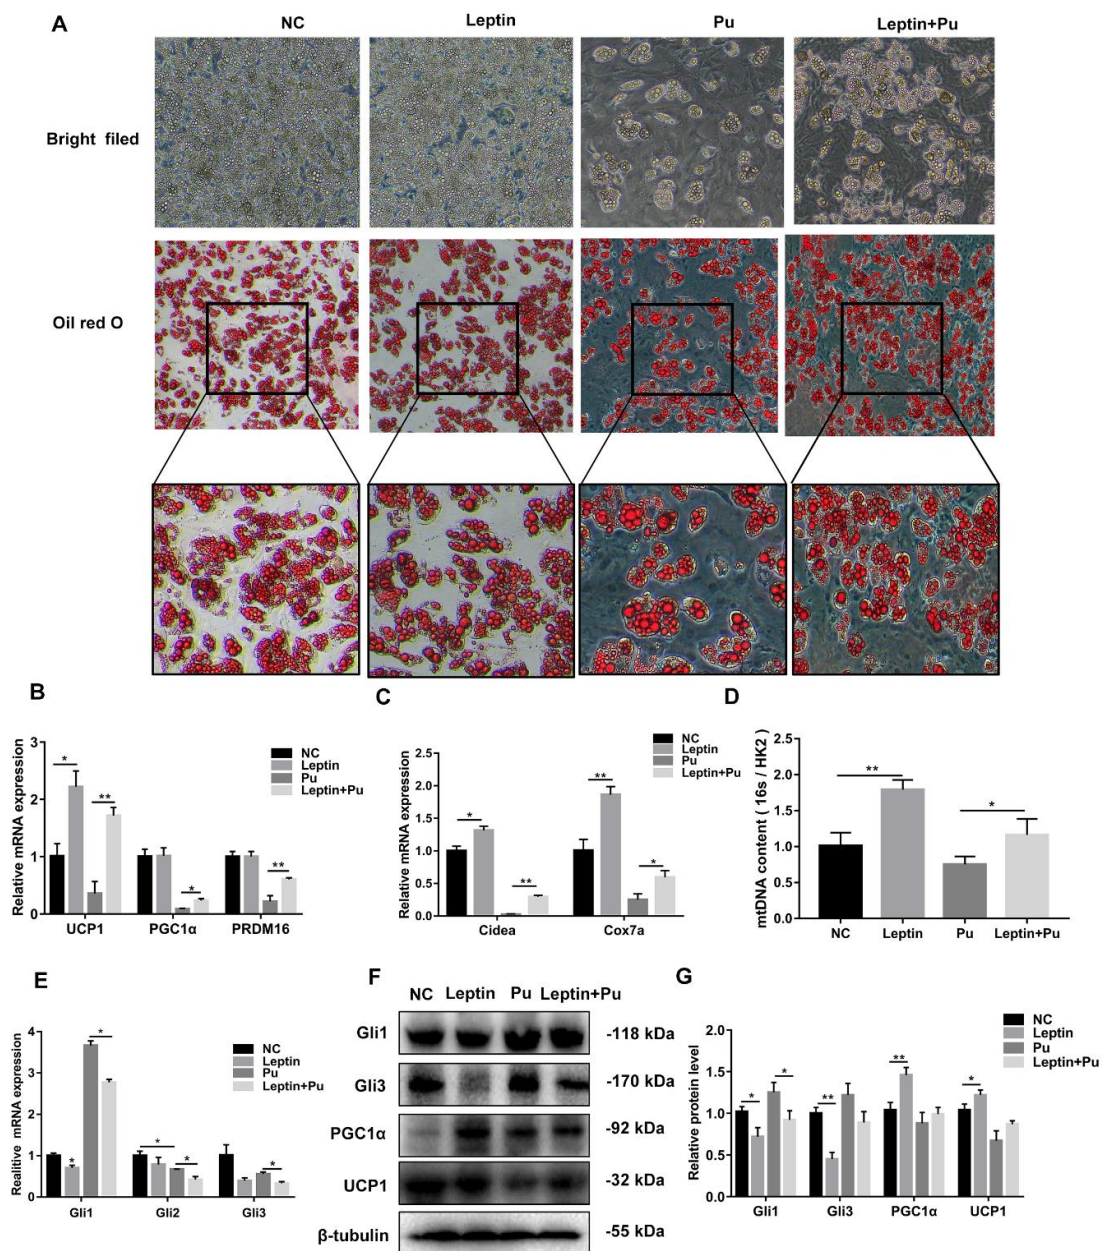 A
NC Leptin Pu Leptin+Pu
Bright filed
Oil red O
B
Relative mRNA expression
3
2
1
0
* ** * **
UCP1 PGC1α PRDM16
NC
Leptin
Pu
Leptin+Pu
C
Relative mRNA expression
2.5
2.0
1.5
1.0
0.5
0.0
* ** ** *
Cidea Cox7a
NC
Leptin
Pu
Leptin+Pu
D
mtDNA content ( 16s / HK2 )
2.5
2.0
1.5
1.0
0.5
0.0
** *
NC Leptin Pu Leptin+Pu
E
Realitive mRNA expression
4
3
2
1
0
* * * * *
Gli1 Gli2 Gli3
NC
Leptin
Pu
Leptin+Pu
F
NC Leptin Pu Leptin+Pu
Gli1 -118 kDa
Gli3 -170 kDa
PGC1α -92 kDa
UCP1 -32 kDa
β-tubulin -55 kDa
G
Relative protein level
2.0
1.5
1.0
0.5
0.0
* * ** ** *
Gli1 Gli3 PGC1α UCP1
NC
Leptin
Pu
Leptin+Pu